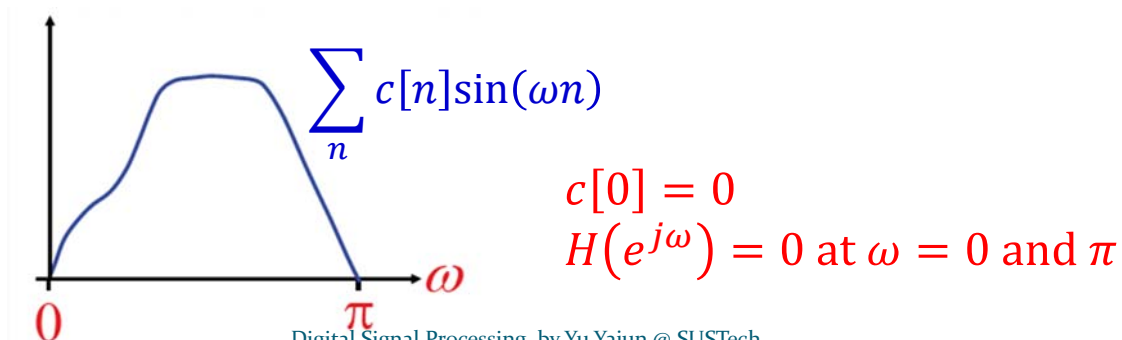 ∑ₙ c[n]sin(ωn)
c[0] = 0
H(e^{jω}) = 0 at ω = 0 and π
ω
0 π
Digital Signal Processing, by Yu Yajun @ SUSTech